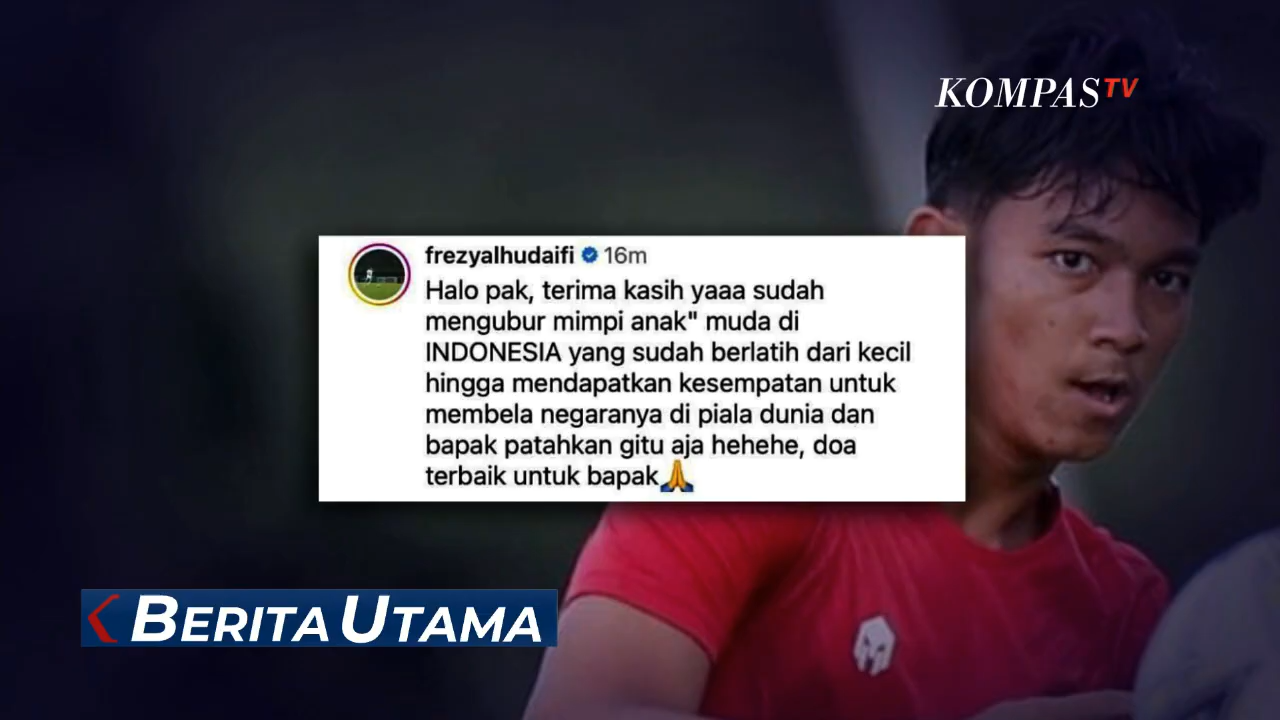 KOMPAS TV
frezyalhudaifi 16m
Halo pak, terima kasih yaaa sudah
mengubur mimpi anak" muda di
INDONESIA yang sudah berlatih dari kecil
hingga mendapatkan kesempatan untuk
membela negaranya di piala dunia dan
bapak patahkan gitu aja hehehe, doa
terbaik untuk bapak🙏
BERITA UTAMA